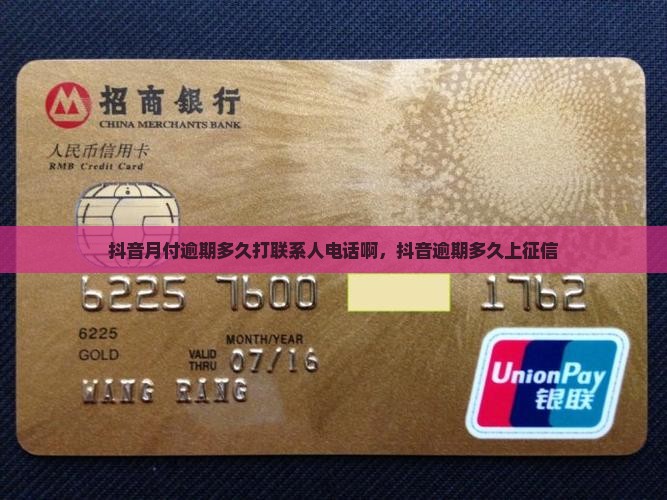 招商银行
CHINA MERCHANTS BANK
人民币信用卡
RMB Credit Card
抖音月付逾期多久打联系人电话啊，抖音逾期多久上征信
6225 7600 1762
6225
MONTH/YEAR
GOLD VALID THRU 07/16
WANG RANG
UnionPay
银联